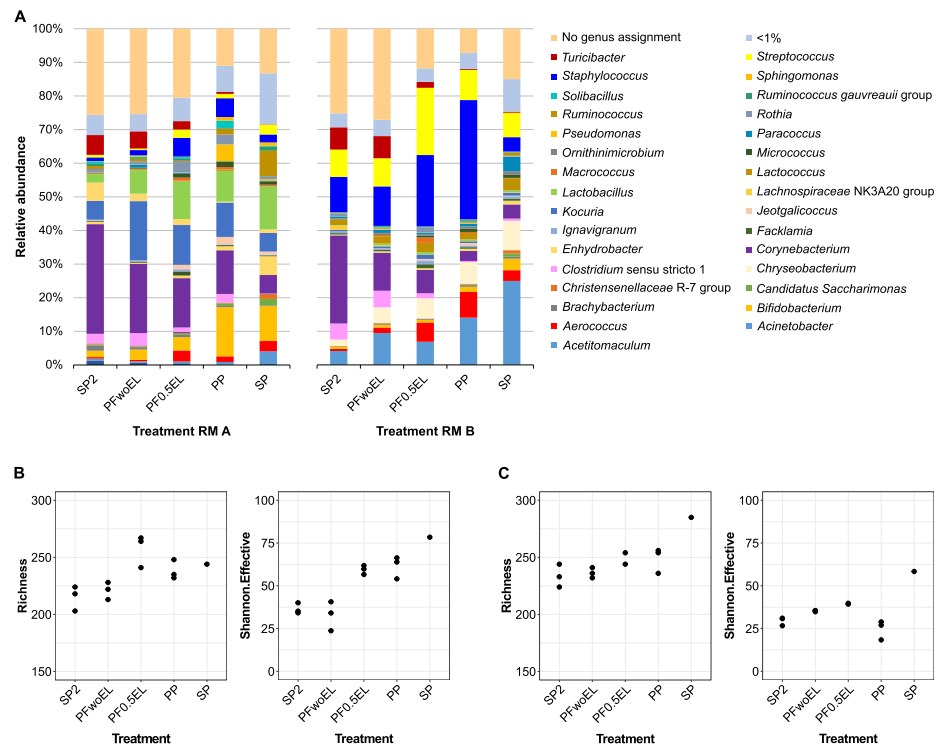 A
100%
90%
80%
70%
60%
50%
40%
30%
20%
10%
0%
Relative abundance
SP2
PFwoEL
PF0.5EL
PP
SP
Treatment RM A
SP2
PFwoEL
PF0.5EL
PP
SP
Treatment RM B
No genus assignment
<1%
Turicibacter
Streptococcus
Staphylococcus
Sphingomonas
Solibacillus
Ruminococcus gauvreauii group
Ruminococcus
Rothia
Pseudomonas
Paracoccus
Ornithinimicrobium
Micrococcus
Macrococcus
Lactococcus
Lactobacillus
Lachnospiraceae NK3A20 group
Kocuria
Jeotgalicoccus
Ignavigranum
Facklamia
Enhydrobacter
Corynebacterium
Clostridium sensu stricto 1
Chryseobacterium
Christensenellaceae R-7 group
Candidatus Saccharimonas
Brachybacterium
Bifidobacterium
Aerococcus
Acinetobacter
Acetitomaculum
B
300
250
200
150
Richness
SP2
PFwoEL
PF0.5EL
PP
SP
Treatment
100
75
50
25
0
Shannon.Effective
SP2
PFwoEL
PF0.5EL
PP
SP
Treatment
C
300
250
200
150
Richness
SP2
PFwoEL
PF0.5EL
PP
SP
Treatment
100
75
50
25
0
Shannon.Effective
SP2
PFwoEL
PF0.5EL
PP
SP
Treatment